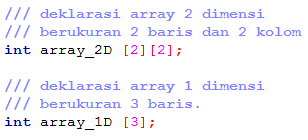 /// deklarasi array 2 dimensi
/// berukuran 2 baris dan 2 kolom
int array_2D [2][2];
/// deklarasi array 1 dimensi
/// berukuran 3 baris.
int array_1D [3];